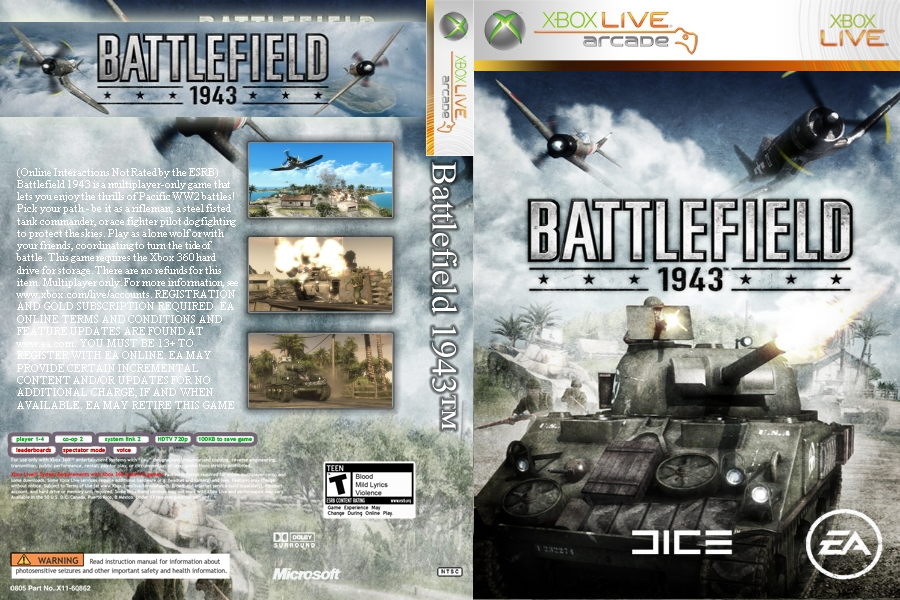 BATTLEFIELD
1943
(Online Interactions Not Rated by the ESRB)
Battlefield 1943 is a multiplayer-only game that
lets you enjoy the thrills of Pacific WW2 battles!
Pick your path - be it as a rifleman, a steel fisted
tank commander, or ace fighter pilot dogfighting
to protect the skies. Play as a lone wolf or with
your friends, coordinating to turn the tide of
battle. This game requires the Xbox 360 hard
drive for storage. There are no refunds for this
item. Multiplayer only. For more information, see
www.xbox.com/live/accounts. REGISTRATION
AND GOLD SUBSCRIPTION REQUIRED. EA
ONLINE TERMS AND CONDITIONS AND
FEATURE UPDATES ARE FOUND AT
www.ea.com. YOU MUST BE 13+ TO
REGISTER WITH EA ONLINE. EA MAY
PROVIDE CERTAIN INCREMENTAL
CONTENT AND/OR UPDATES FOR NO
ADDITIONAL CHARGE, IF AND WHEN
AVAILABLE. EA MAY RETIRE THIS GAME
player 1-4 co-op 2 system link 2 HDTV 720p 100KB to save game
leaderboards spectator mode voice
TEEN
T
Blood
Mild Lyrics
Violence
ESRB CONTENT RATING www.esrb.org
Game Experience May
Change During Online Play
DOLBY
SURROUND
WARNING Read instruction manual for information about
photosensitive seizures and other important safety and health information.
0805 Part No. X11-60862
Microsoft
NTSC
XBOX LIVE
arcade
Battlefield 1943™
XBOX LIVE
arcade
XBOX
LIVE
BATTLEFIELD
1943
U.S.A
DICE
EA